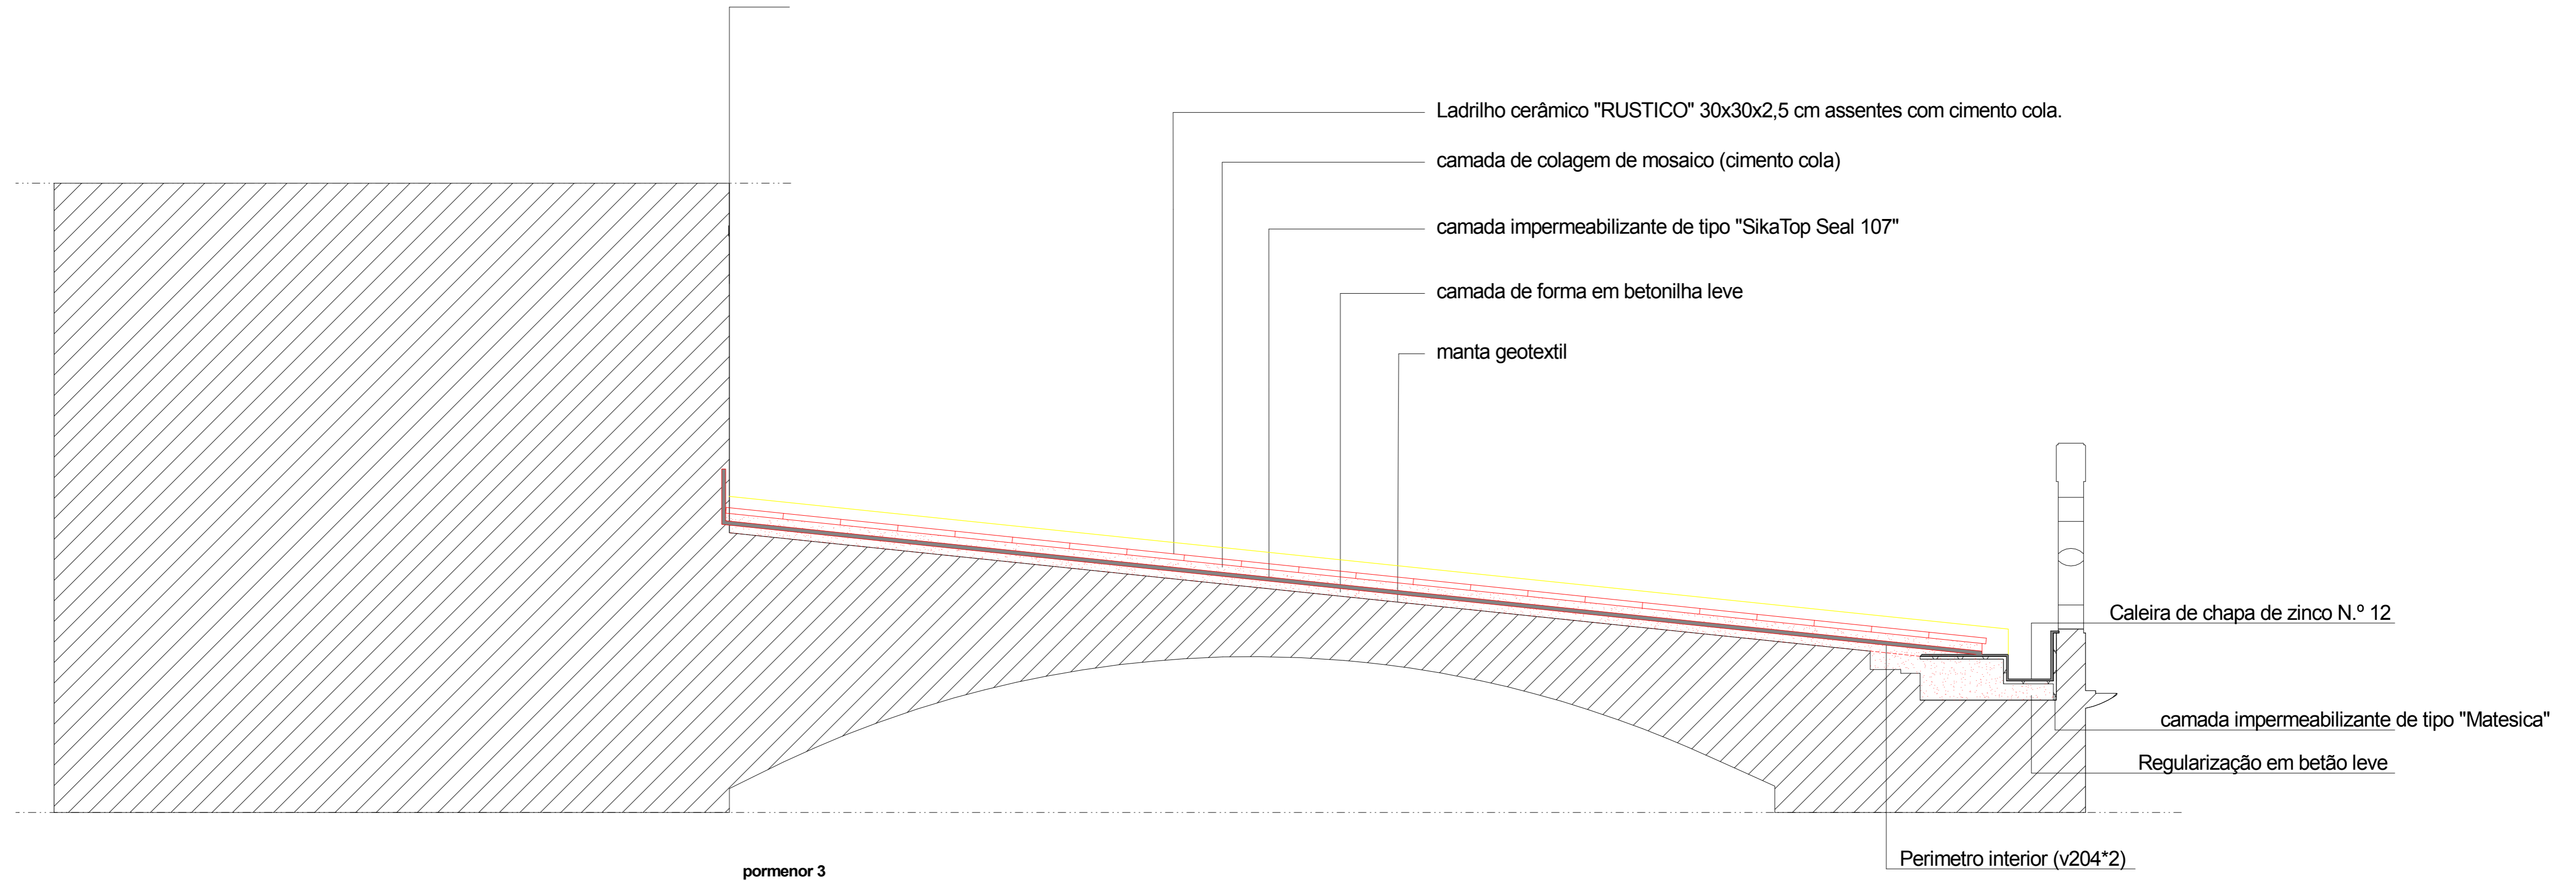 Ladrilho cerâmico "RUSTICO" 30x30x2,5 cm assentes com cimento cola.
camada de colagem de mosaico (cimento cola)
camada impermeabilizante de tipo "SikaTop Seal 107"
camada de forma em betonilha leve
manta geotextil
Caleira de chapa de zinco N.º 12
camada impermeabilizante de tipo "Matesica"
Regularização em betão leve
Perimetro interior (v204*2)
pormenor 3